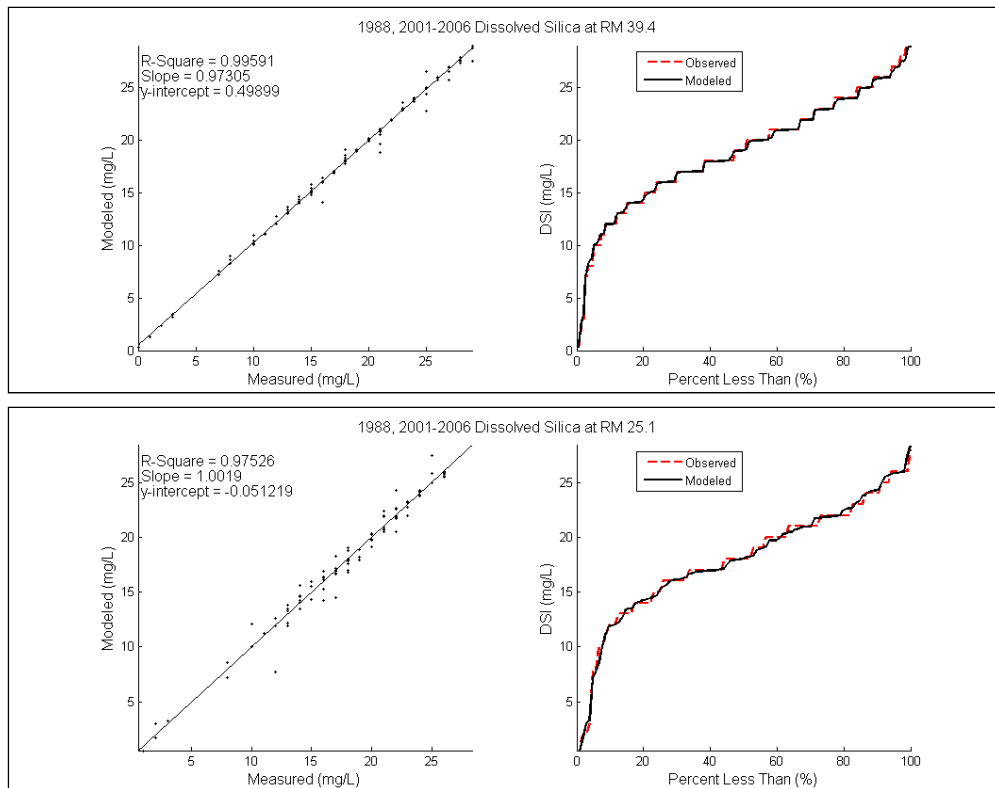 1988, 2001-2006 Dissolved Silica at RM 39.4
R-Square = 0.99591
Slope = 0.97305
y-intercept = 0.49899
Modeled (mg/L)
25
20
15
10
5
0
0 5 10 15 20 25
Measured (mg/L)
Observed
Modeled
DSI (mg/L)
25
20
15
10
5
0
0 20 40 60 80 100
Percent Less Than (%)
1988, 2001-2006 Dissolved Silica at RM 25.1
R-Square = 0.97526
Slope = 1.0019
y-intercept = -0.051219
Modeled (mg/L)
25
20
15
10
5
5 10 15 20 25
Measured (mg/L)
Observed
Modeled
DSI (mg/L)
25
20
15
10
5
0 20 40 60 80 100
Percent Less Than (%)